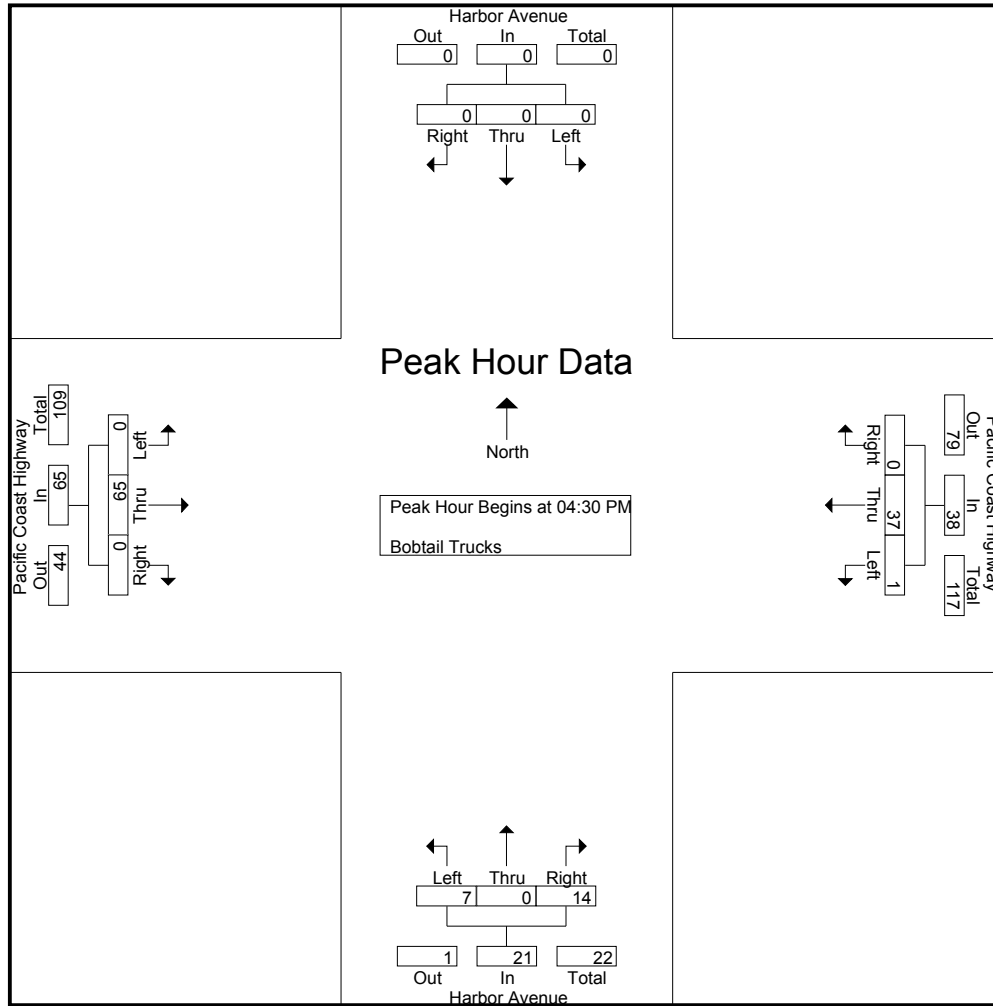 Harbor Avenue
Out In Total
0 0 0
0 0 0
Right Thru Left
Peak Hour Data
North
Peak Hour Begins at 04:30 PM
Bobtail Trucks
Pacific Coast Highway
Total In Out
109 65 44
0 65 0
Left Thru Right
Pacific Coast Highway
Out In Total
79 38 117
0 37 1
Right Thru Left
Left Thru Right
7 0 14
1 21 22
Out In Total
Harbor Avenue